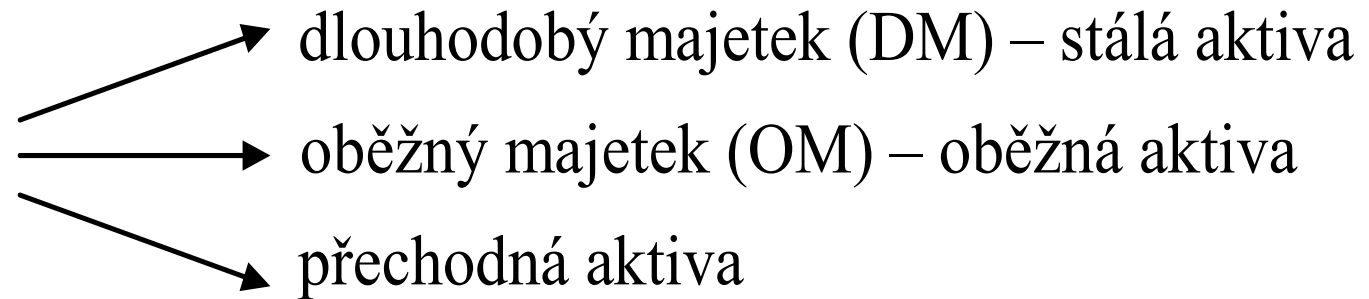 dlouhodobý majetek (DM) – stálá aktiva
oběžný majetek (OM) – oběžná aktiva
přechodná aktiva